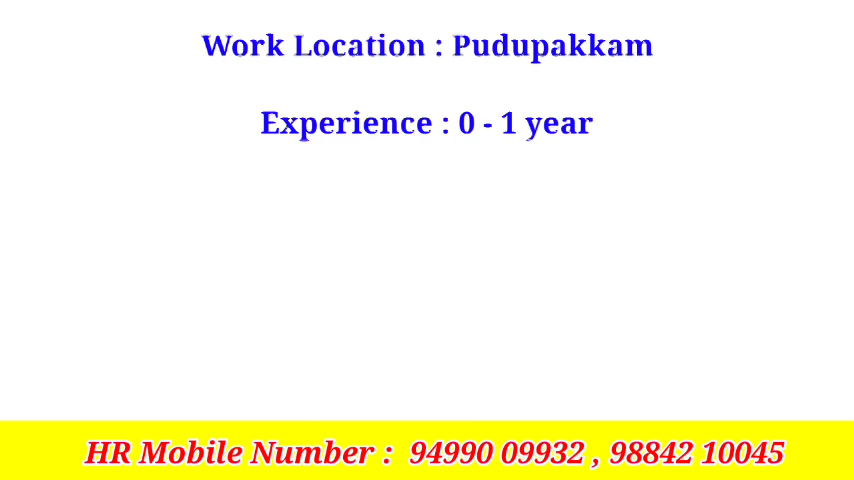 Work Location : Pudupakkam
Experience : 0 - 1 year
HR Mobile Number : 94990 09932 , 98842 10045